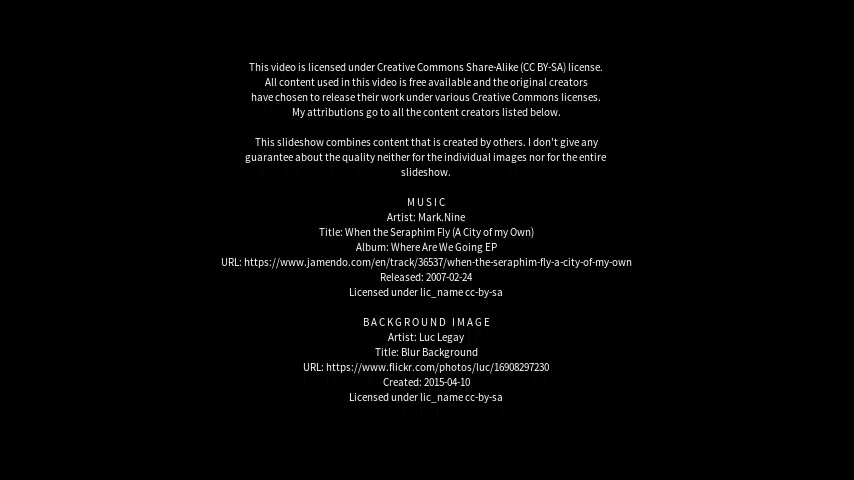 This video is licensed under Creative Commons Share-Alike (CC BY-SA) license.
All content used in this video is free available and the original creators
have chosen to release their work under various Creative Commons licenses.
My attributions go to all the content creators listed below.
This slideshow combines content that is created by others. I don't give any
guarantee about the quality neither for the individual images nor for the entire
slideshow.
MUSIC
Artist: Mark.Nine
Title: When the Seraphim Fly (A City of my Own)
Album: Where Are We Going EP
URL: https://www.jamendo.com/en/track/36537/when-the-seraphim-fly-a-city-of-my-own
Released: 2007-02-24
Licensed under lic_name cc-by-sa
BACKGROUND IMAGE
Artist: Luc Legay
Title: Blur Background
URL: https://www.flickr.com/photos/luc/16908297230
Created: 2015-04-10
Licensed under lic_name cc-by-sa